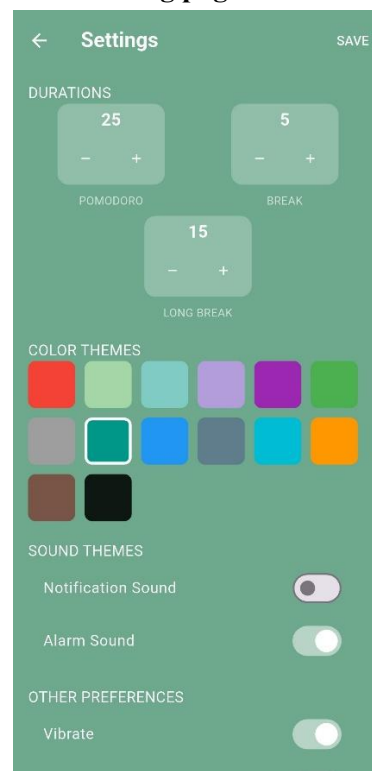 ← Settings SAVE
DURATIONS
25 5
− + − +
POMODORO BREAK
15
− +
LONG BREAK
COLOR THEMES
SOUND THEMES
Notification Sound
Alarm Sound
OTHER PREFERENCES
Vibrate